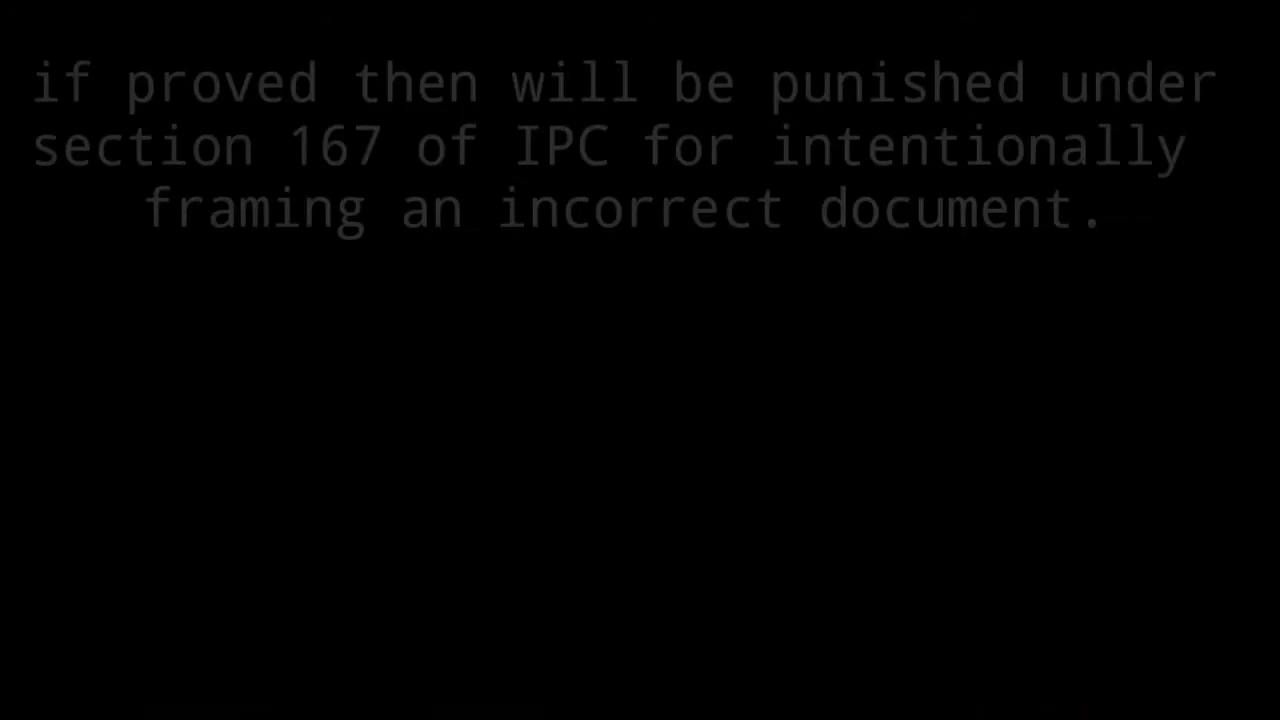 if proved then will be punished under
section 167 of IPC for intentionally
framing an incorrect document.